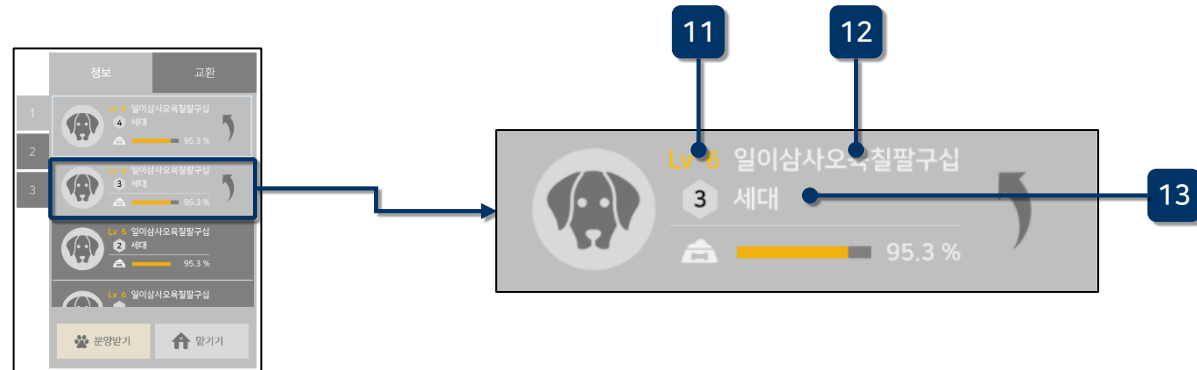 11
12
13
정보
교환
1
2
3
Lv 6 일이삼사오육칠팔구십
4 세대
95.3 %
Lv 6 일이삼사오육칠팔구십
3 세대
95.3 %
Lv 6 일이삼사오육칠팔구십
2 세대
95.3 %
Lv 6 일이삼사오육칠팔구십
분양받기
맡기기
Lv 6 일이삼사오육칠팔구십
3 세대
95.3 %